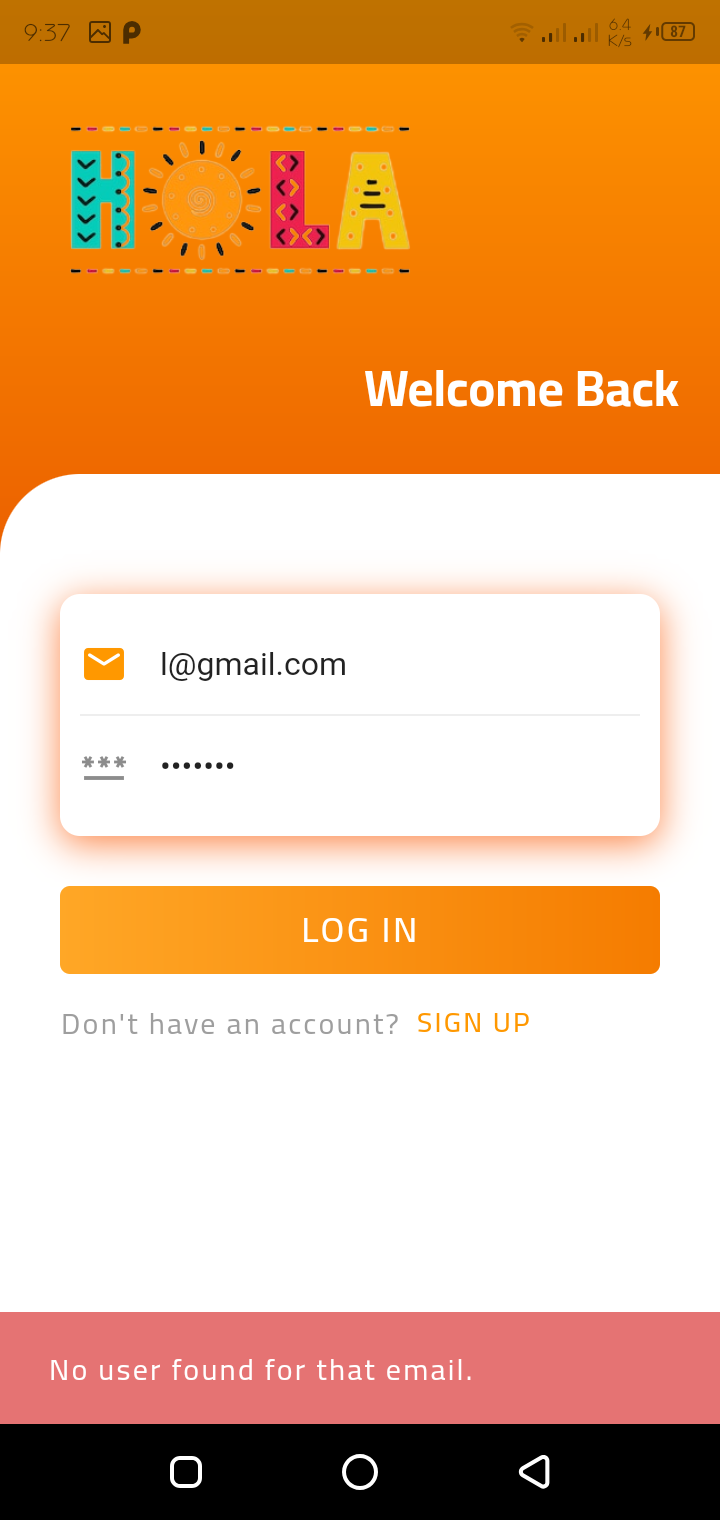 9:37
6.4
K/s
87
HOLA
Welcome Back
l@gmail.com
•••••••
LOG IN
Don't have an account? SIGN UP
No user found for that email.